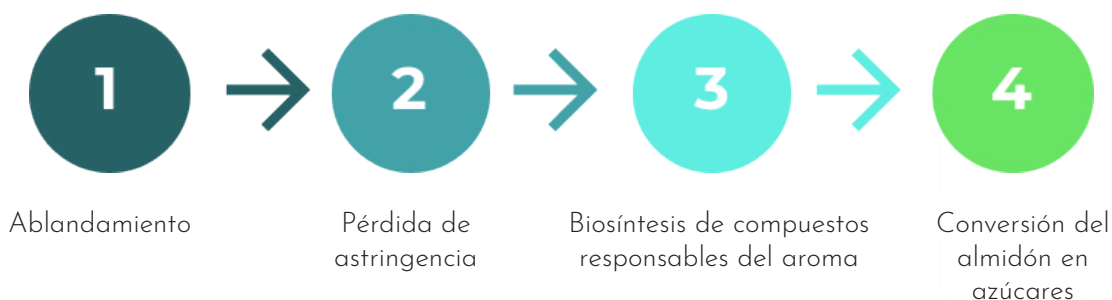 1
2
3
4
Ablandamiento
Pérdida de
astringencia
Biosíntesis de compuestos
responsables del aroma
Conversión del
almidón en
azúcares